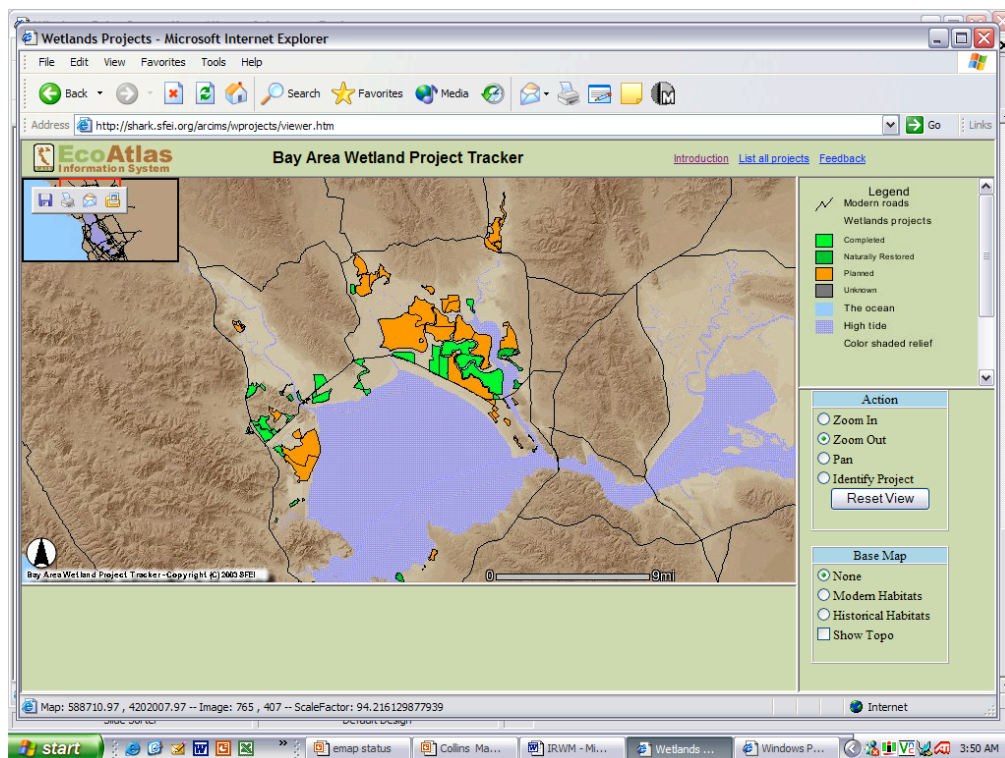 Wetlands Projects - Microsoft Internet Explorer
File Edit View Favorites Tools Help
Back Search Favorites Media
Address http://shark.sfei.org/arcims/wprojects/viewer.htm Go Links
EcoAtlas
Information System
Bay Area Wetland Project Tracker
Introduction List all projects Feedback
Legend
Modern roads
Wetlands projects
Completed
Naturally Restored
Planned
Unknown
The ocean
High tide
Color shaded relief
Action
Zoom In
Zoom Out
Pan
Identify Project
Reset View
Bay Area Wetland Project Tracker-Copyright (C) 2003 SFEI
0 9mi
Base Map
None
Modern Habitats
Historical Habitats
Show Topo
Map: 588710.97 , 4202007.97 -- Image: 765 , 407 -- ScaleFactor: 94.216129877939
Internet
Slide Sorter Default Design
start emap status Collins Ma... IRWM - Mi... Wetlands ... Windows P... 3:50 AM